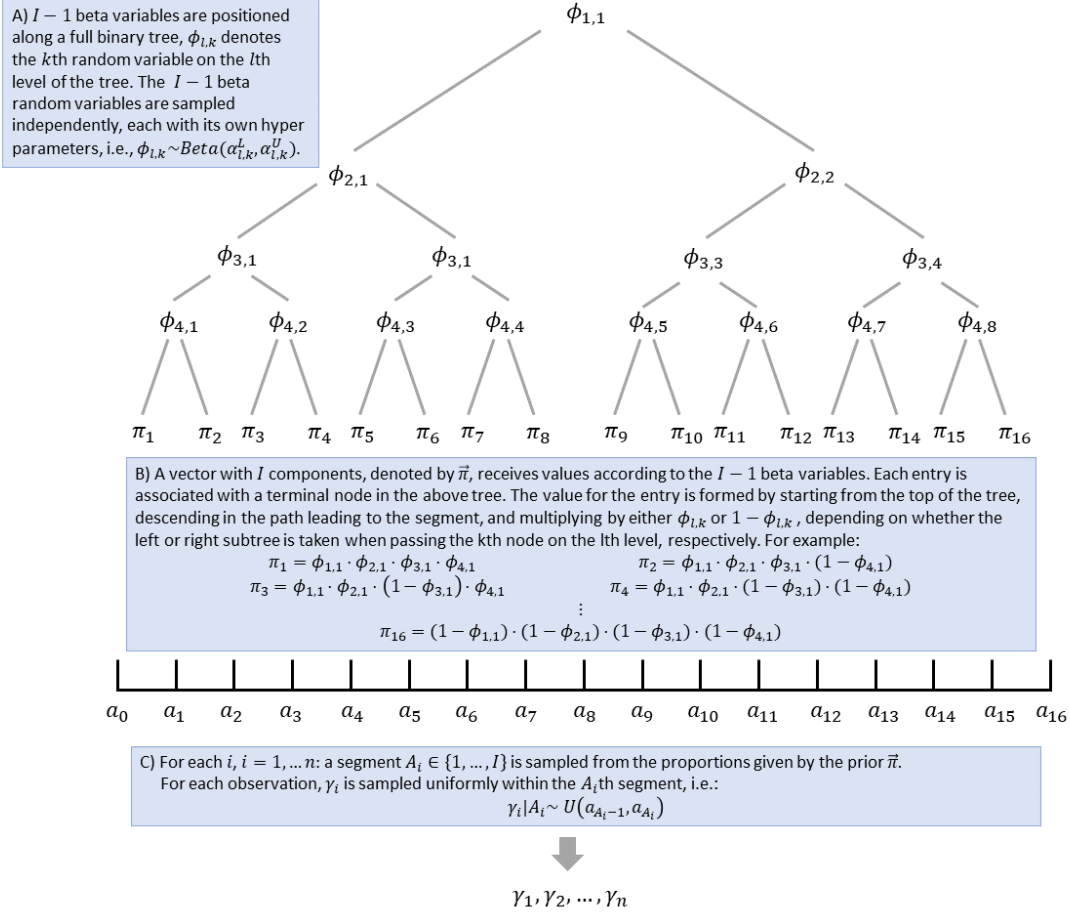 A) I − 1 beta variables are positioned
along a full binary tree, ϕ_{l,k} denotes
the kth random variable on the lth
level of the tree. The I − 1 beta
random variables are sampled
independently, each with its own hyper
parameters, i.e., ϕ_{l,k}~Beta(α^L_{l,k}, α^U_{l,k}).
ϕ_{1,1}
ϕ_{2,1} ϕ_{2,2}
ϕ_{3,1} ϕ_{3,1} ϕ_{3,3} ϕ_{3,4}
ϕ_{4,1} ϕ_{4,2} ϕ_{4,3} ϕ_{4,4} ϕ_{4,5} ϕ_{4,6} ϕ_{4,7} ϕ_{4,8}
π_1 π_2 π_3 π_4 π_5 π_6 π_7 π_8 π_9 π_10 π_11 π_12 π_13 π_14 π_15 π_16
B) A vector with I components, denoted by π⃗, receives values according to the I − 1 beta variables. Each entry is
associated with a terminal node in the above tree. The value for the entry is formed by starting from the top of the tree,
descending in the path leading to the segment, and multiplying by either ϕ_{l,k} or 1 − ϕ_{l,k} , depending on whether the
left or right subtree is taken when passing the kth node on the lth level, respectively. For example:
π_1 = ϕ_{1,1} · ϕ_{2,1} · ϕ_{3,1} · ϕ_{4,1} π_2 = ϕ_{1,1} · ϕ_{2,1} · ϕ_{3,1} · (1 − ϕ_{4,1})
π_3 = ϕ_{1,1} · ϕ_{2,1} · (1 − ϕ_{3,1}) · ϕ_{4,1} π_4 = ϕ_{1,1} · ϕ_{2,1} · (1 − ϕ_{3,1}) · (1 − ϕ_{4,1})
⋮
π_16 = (1 − ϕ_{1,1}) · (1 − ϕ_{2,1}) · (1 − ϕ_{3,1}) · (1 − ϕ_{4,1})
a_0 a_1 a_2 a_3 a_4 a_5 a_6 a_7 a_8 a_9 a_10 a_11 a_12 a_13 a_14 a_15 a_16
C) For each i, i = 1, … n: a segment A_i ∈ {1, …, I} is sampled from the proportions given by the prior π⃗.
For each observation, γ_i is sampled uniformly within the A_i th segment, i.e.:
γ_i|A_i ~ U(a_{A_i−1}, a_{A_i})
γ_1, γ_2, …, γ_n